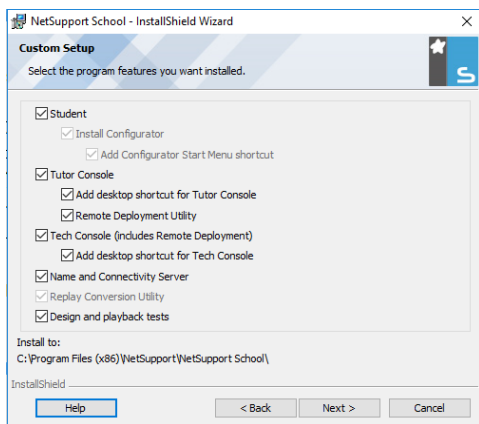 NetSupport School - InstallShield Wizard
Custom Setup
Select the program features you want installed.
S
Student
Install Configurator
Add Configurator Start Menu shortcut
Tutor Console
Add desktop shortcut for Tutor Console
Remote Deployment Utility
Tech Console (includes Remote Deployment)
Add desktop shortcut for Tech Console
Name and Connectivity Server
Replay Conversion Utility
Design and playback tests
Install to:
C:\Program Files (x86)\NetSupport\NetSupport School\
InstallShield
Help < Back Next > Cancel